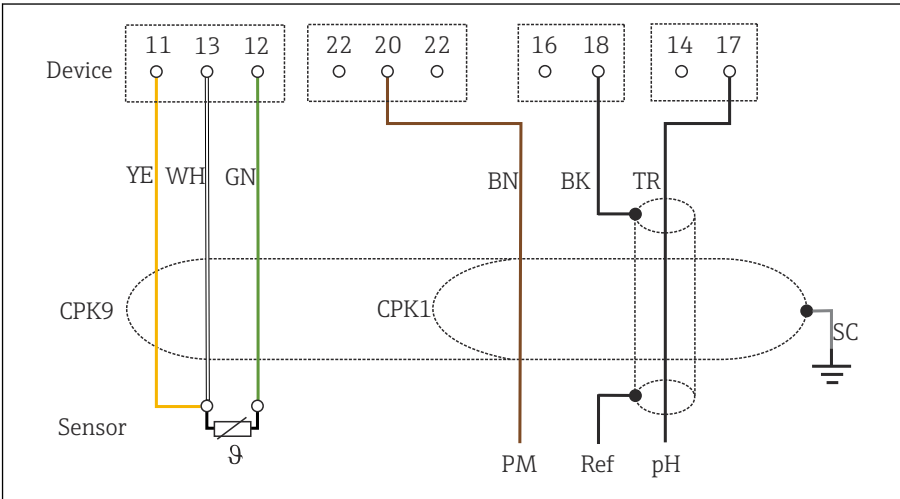 11 13 12 22 20 22 16 18 14 17
Device
YE WH GN BN BK TR
CPK9 CPK1
SC
Sensor
ϑ
PM Ref pH